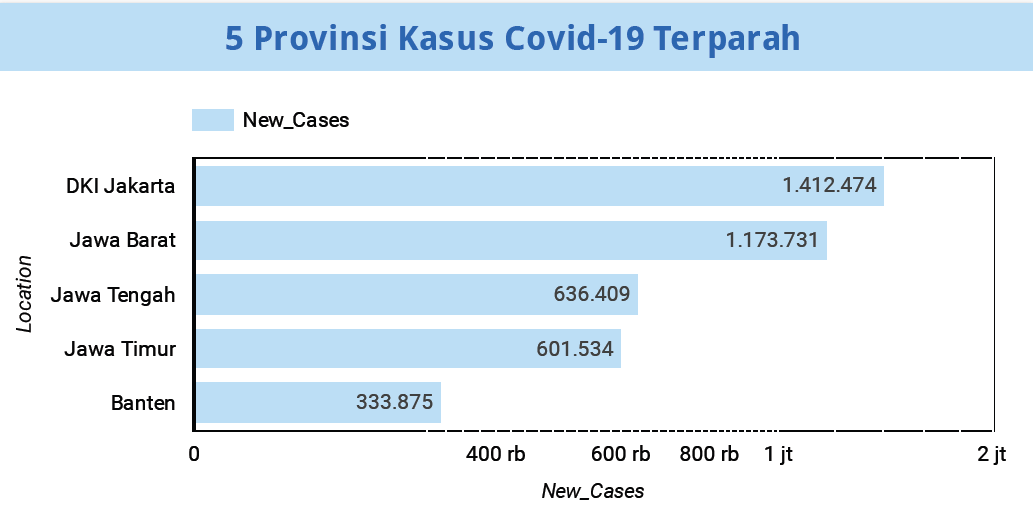 5 Provinsi Kasus Covid-19 Terparah
New_Cases
Location
DKI Jakarta 1.412.474
Jawa Barat 1.173.731
Jawa Tengah 636.409
Jawa Timur 601.534
Banten 333.875
0 400 rb 600 rb 800 rb 1 jt 2 jt
New_Cases